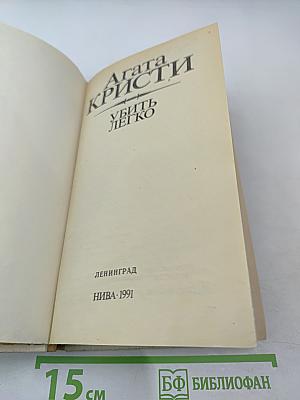 Агата
КРИСТИ
УБИТЬ
ЛЕГКО
ЛЕНИНГРАД
НИВА·1991
15 см
БФ БИБЛИОФАН